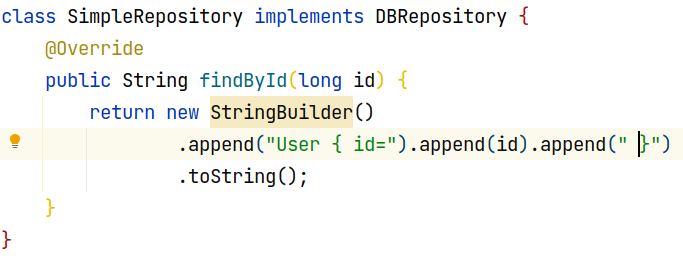 class SimpleRepository implements DBRepository {
    @Override
    public String findById(long id) {
        return new StringBuilder()
                .append("User { id=").append(id).append(" }")
                .toString();
    }
}